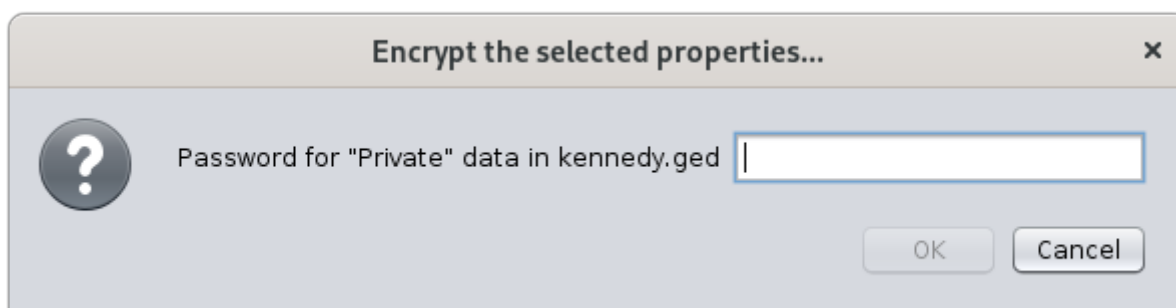 Encrypt the selected properties...
Password for "Private" data in kennedy.ged
OK Cancel